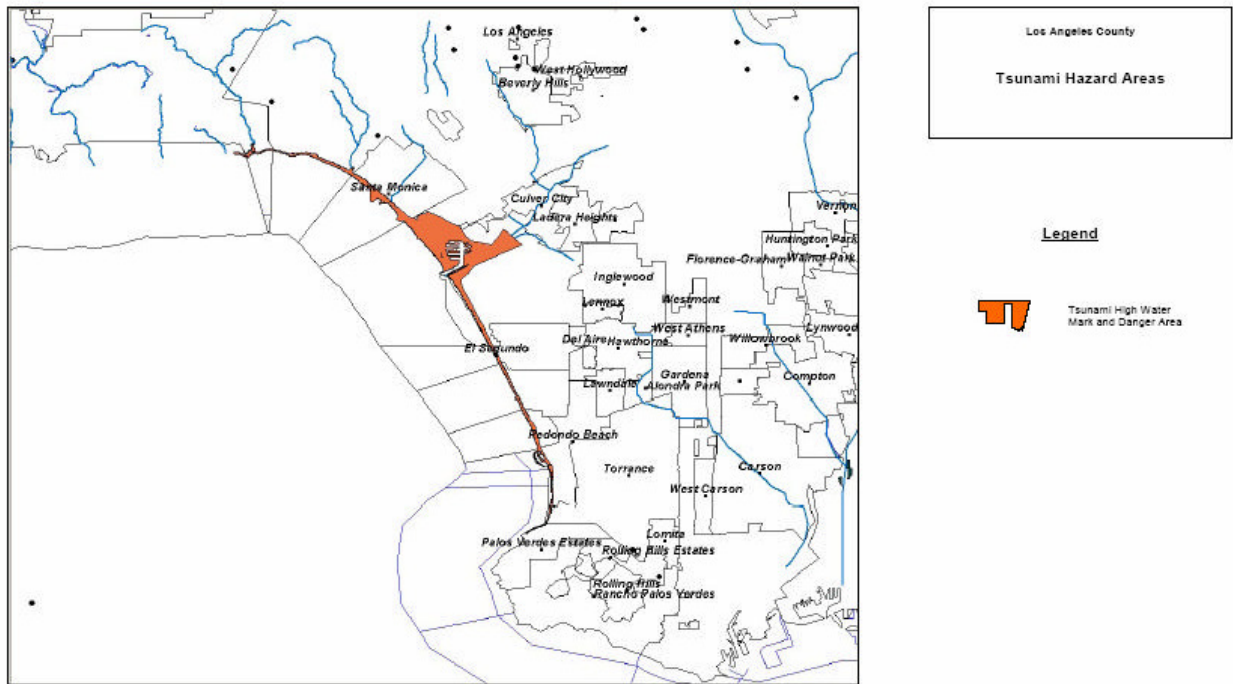 Los Angeles
West Hollywood
Beverly Hills
Santa Monica
Culver City
Ladera Heights
Vernon
Huntington Park
Florence-Graham
Walnut Park
Inglewood
Lennox
Westmont
West Athens
Del Aire
Hawthorne
Willowbrook
Lynwood
El Segundo
Lawndale
Gardena
Alondra Park
Compton
Redondo Beach
Torrance
Carson
West Carson
Lomita
Palos Verdes Estates
Rolling Hills Estates
Rolling Hills
Rancho Palos Verdes
Los Angeles County
Tsunami Hazard Areas
Legend
Tsunami High Water
Mark and Danger Area